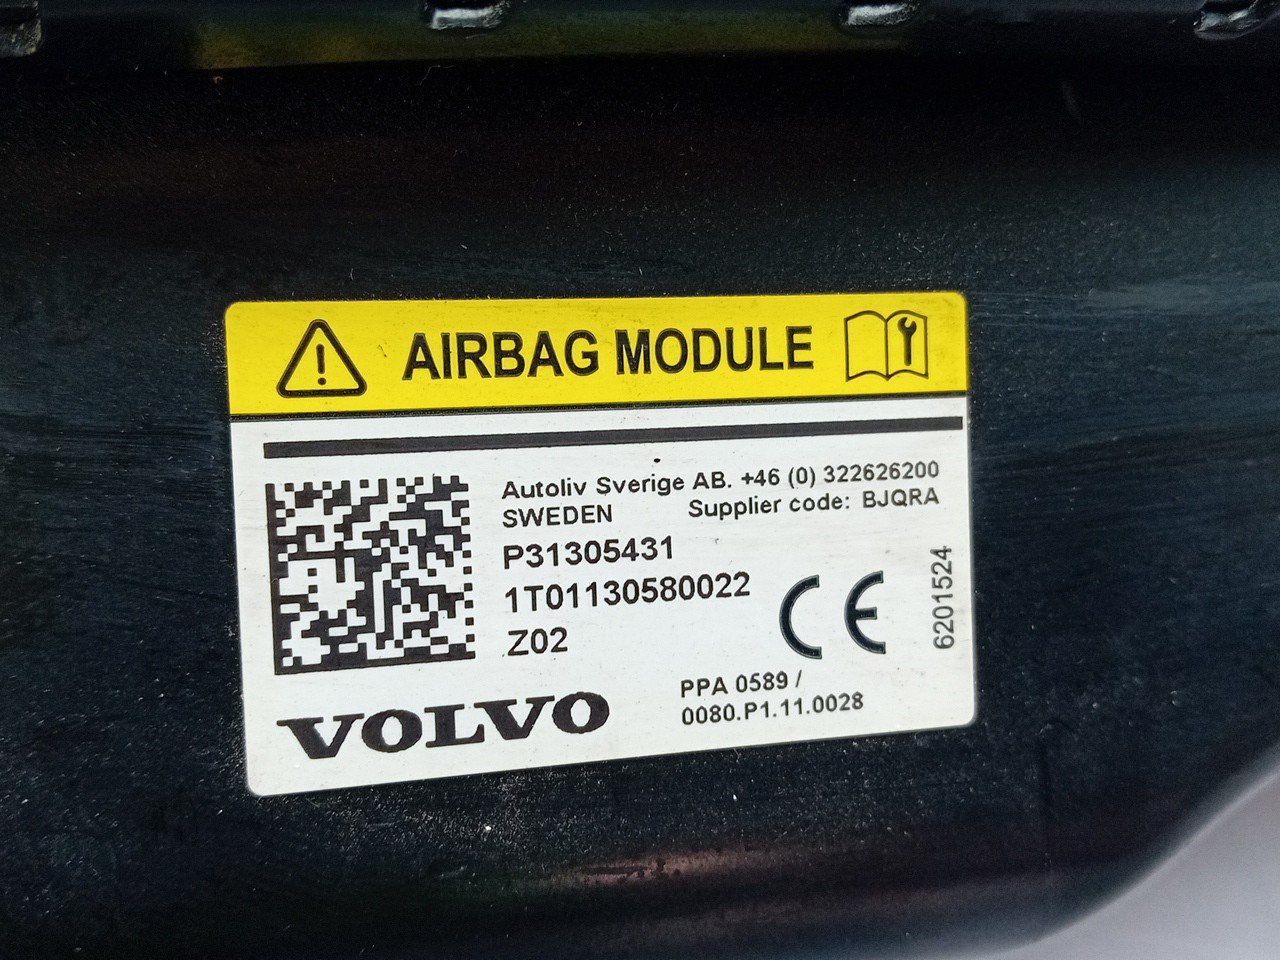 AIRBAG MODULE
Autoliv Sverige AB. +46 (0) 322626200
SWEDEN Supplier code: BJQRA
P31305431
1T01130580022
Z02
CE
6201524
PPA 0589 /
0080.P1.11.0028
VOLVO